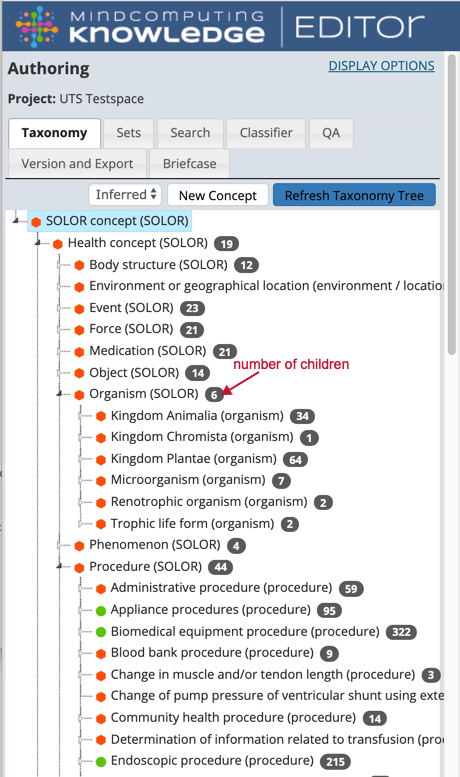 MINDCOMPUTING
KNOWLEDGE EDITOR
Authoring DISPLAY OPTIONS
Project: UTS Testspace
Taxonomy Sets Search Classifier QA
Version and Export Briefcase
Inferred New Concept Refresh Taxonomy Tree
SOLOR concept (SOLOR)
Health concept (SOLOR) 19
Body structure (SOLOR) 12
Environment or geographical location (environment / locatio
Event (SOLOR) 23
Force (SOLOR) 21
Medication (SOLOR) 21
number of children
Object (SOLOR) 14
Organism (SOLOR) 6
Kingdom Animalia (organism) 34
Kingdom Chromista (organism) 1
Kingdom Plantae (organism) 64
Microorganism (organism) 7
Renotrophic organism (organism) 2
Trophic life form (organism) 2
Phenomenon (SOLOR) 4
Procedure (SOLOR) 44
Administrative procedure (procedure) 59
Appliance procedures (procedure) 95
Biomedical equipment procedure (procedure) 322
Blood bank procedure (procedure) 9
Change in muscle and/or tendon length (procedure) 3
Change of pump pressure of ventricular shunt using exte
Community health procedure (procedure) 14
Determination of information related to transfusion (pro
Endoscopic procedure (procedure) 215